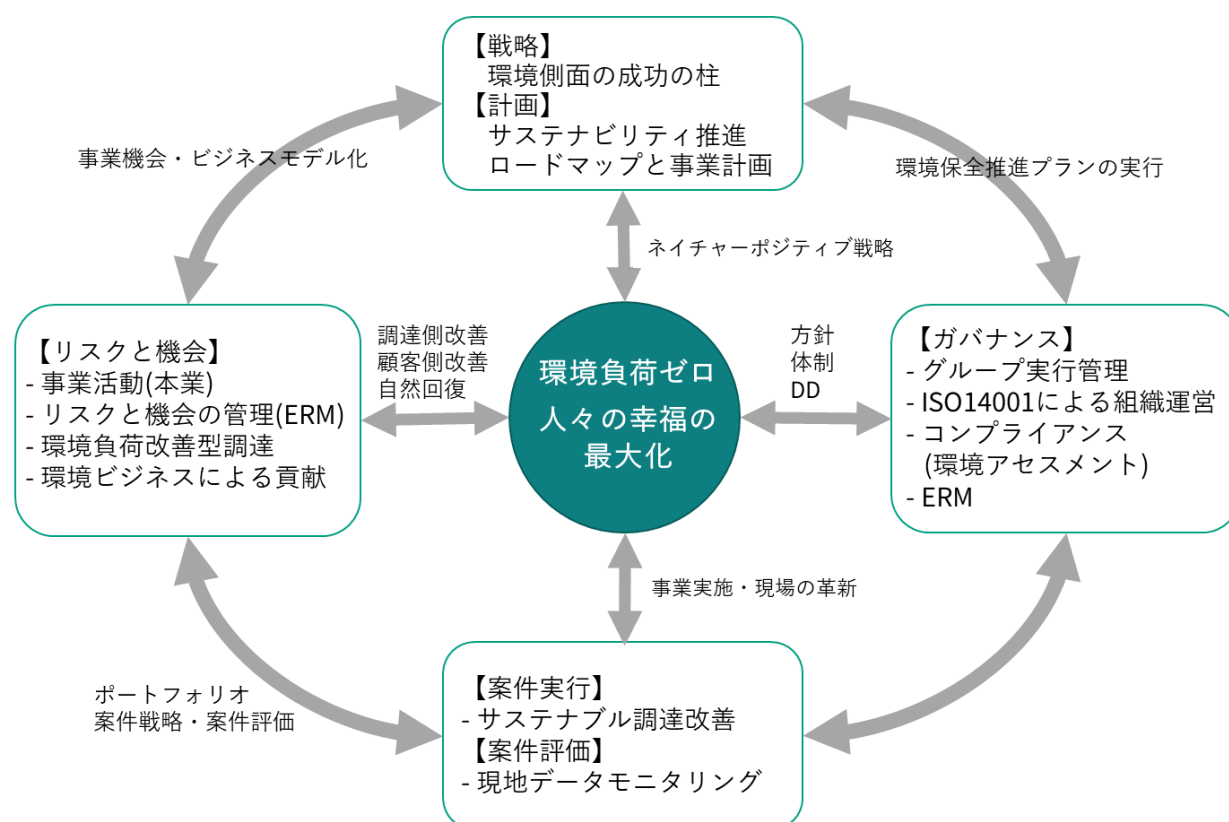 【戦略】
環境側面の成功の柱
【計画】
サステナビリティ推進
ロードマップと事業計画
事業機会・ビジネスモデル化
環境保全推進プランの実行
ネイチャーポジティブ戦略
【リスクと機会】
- 事業活動(本業)
- リスクと機会の管理(ERM)
- 環境負荷改善型調達
- 環境ビジネスによる貢献
調達側改善
顧客側改善
自然回復
環境負荷ゼロ
人々の幸福の
最大化
方針
体制
DD
【ガバナンス】
- グループ実行管理
- ISO14001による組織運営
- コンプライアンス
(環境アセスメント)
- ERM
事業実施・現場の革新
ポートフォリオ
案件戦略・案件評価
【案件実行】
- サステナブル調達改善
【案件評価】
- 現地データモニタリング